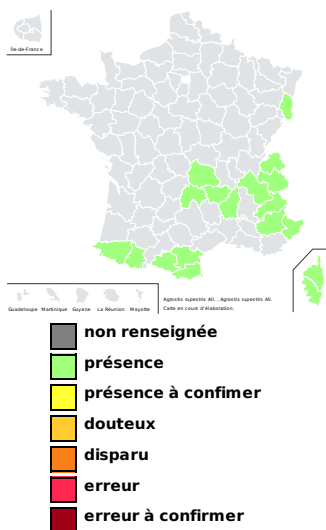 Île-de-France
Guadeloupe Martinique Guyane La Réunion Mayotte
Agrostis rupestris All. , Agrostis rupestris All.
Carte en cours d'élaboration.
non renseignée
présence
présence à confimer
douteux
disparu
erreur
erreur à confirmer